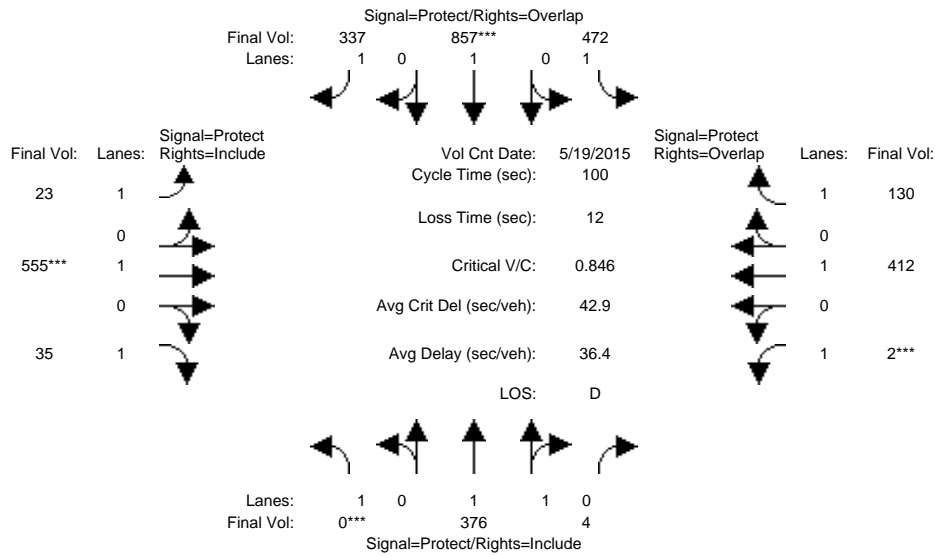 Signal=Protect/Rights=Overlap
Final Vol: 337 857*** 472
Lanes: 1 0 1 0 1
Signal=Protect Signal=Protect
Final Vol: Lanes: Rights=Include Vol Cnt Date: 5/19/2015 Rights=Overlap Lanes: Final Vol:
Cycle Time (sec): 100
23 1 1 130
Loss Time (sec): 12
0 0
555*** 1 Critical V/C: 0.846 1 412
0 Avg Crit Del (sec/veh): 42.9 0
35 1 Avg Delay (sec/veh): 36.4 1 2***
LOS: D
Lanes: 1 0 1 1 0
Final Vol: 0*** 376 4
Signal=Protect/Rights=Include